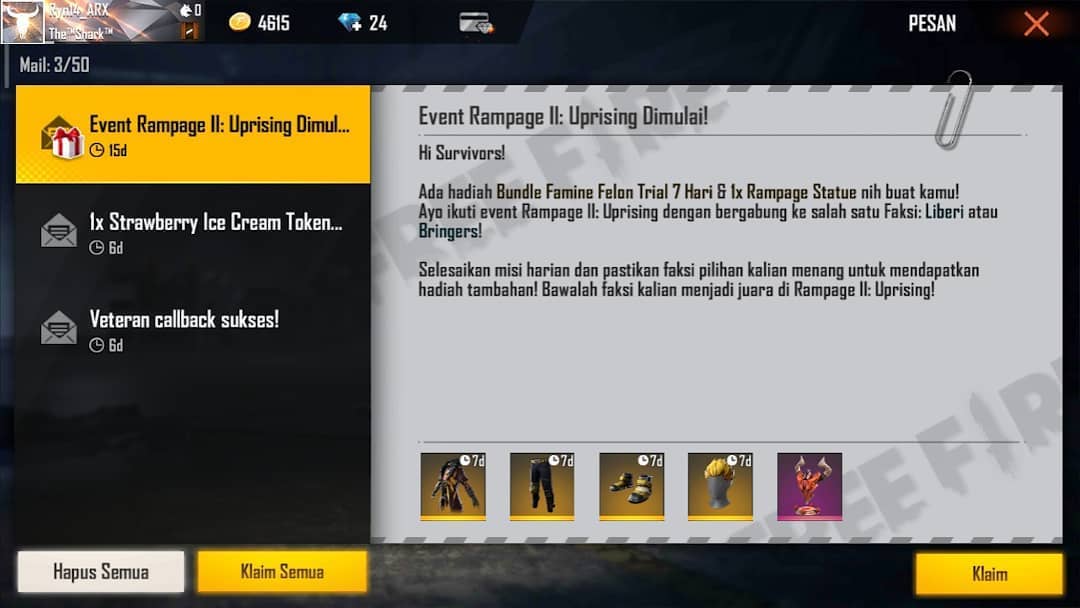 Ryn14_ARX
0
The™Shark™
4615
24
PESAN
Mail: 3/50
Event Rampage II: Uprising Dimul...
15d
1x Strawberry Ice Cream Token...
6d
Veteran callback sukses!
6d
Event Rampage II: Uprising Dimulai!
Hi Survivors!
Ada hadiah Bundle Famine Felon Trial 7 Hari & 1x Rampage Statue nih buat kamu!
Ayo ikuti event Rampage II: Uprising dengan bergabung ke salah satu Faksi: Liberi atau
Bringers!
Selesaikan misi harian dan pastikan faksi pilihan kalian menang untuk mendapatkan
hadiah tambahan! Bawalah faksi kalian menjadi juara di Rampage II: Uprising!
FREE FIRE
FREE FIRE
7d
7d
7d
7d
Hapus Semua
Klaim Semua
Klaim